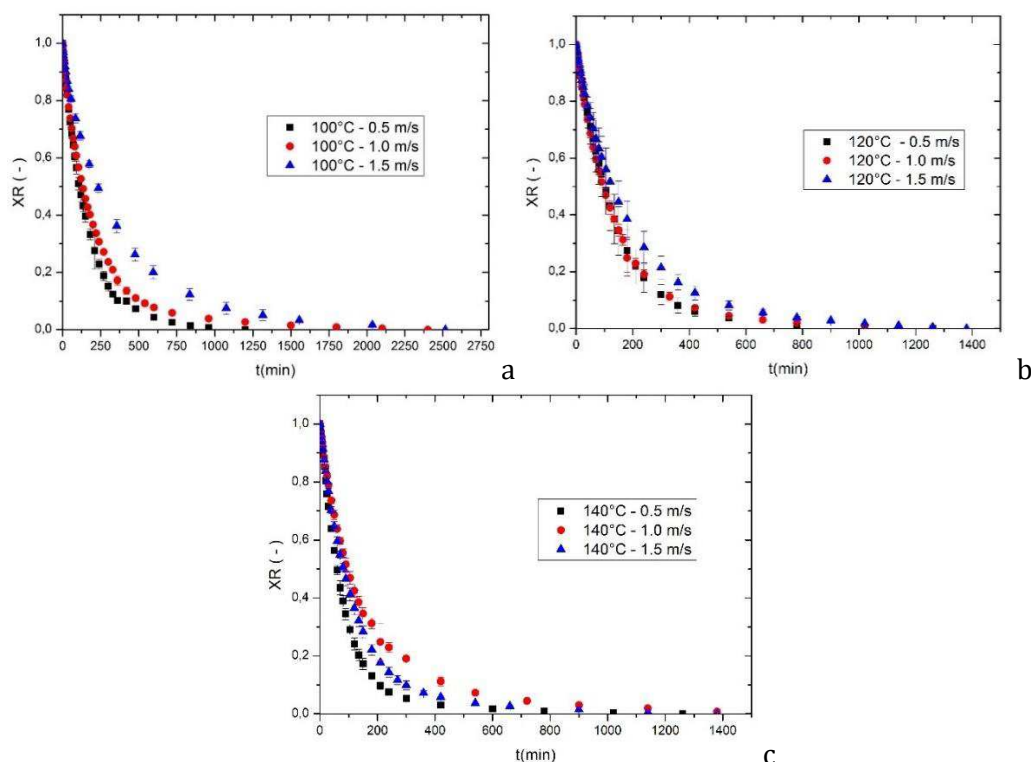 1,0
0,8
0,6
0,4
0,2
0,0
XR ( - )
100°C - 0.5 m/s
100°C - 1.0 m/s
100°C - 1.5 m/s
0 250 500 750 1000 1250 1500 1750 2000 2250 2500 2750
t(min)
a
1,0
0,8
0,6
0,4
0,2
0,0
XR ( - )
120°C - 0.5 m/s
120°C - 1.0 m/s
120°C - 1.5 m/s
0 200 400 600 800 1000 1200 1400
t(min)
b
1,0
0,8
0,6
0,4
0,2
0,0
XR ( - )
140°C - 0.5 m/s
140°C - 1.0 m/s
140°C - 1.5 m/s
0 200 400 600 800 1000 1200 1400
t(min)
c